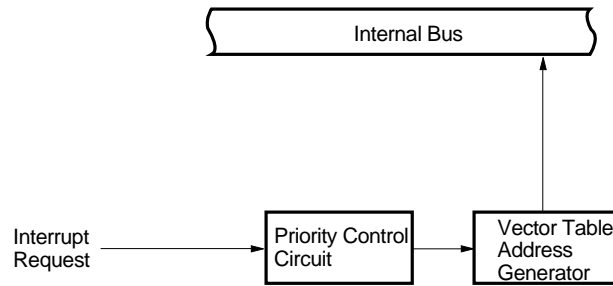 Internal Bus
Interrupt
Request
Priority Control
Circuit
Vector Table
Address
Generator